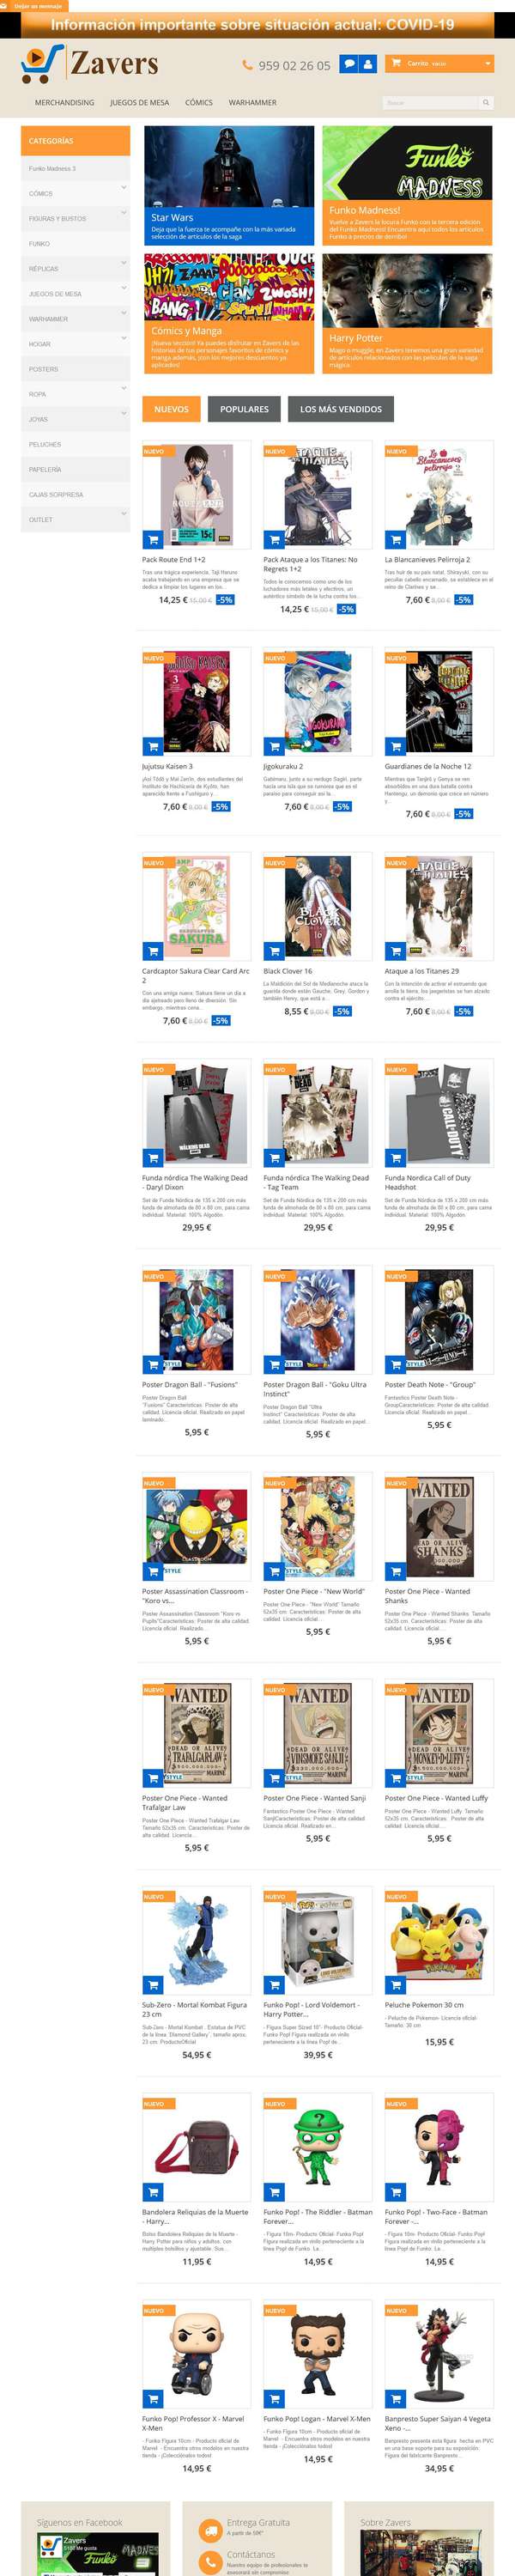 Dejar un mensaje
Información importante sobre situación actual: COVID-19
Zavers
959 02 26 05
Carrito vacío
MERCHANDISING JUEGOS DE MESA CÓMICS WARHAMMER
Buscar
CATEGORÍAS
Funko Madness 3
CÓMICS
FIGURAS Y BUSTOS
FUNKO
RÉPLICAS
JUEGOS DE MESA
WARHAMMER
HOGAR
POSTERS
ROPA
JOYAS
PELUCHES
PAPELERÍA
CAJAS SORPRESA
OUTLET
Star Wars
Deja que la fuerza te acompañe con la más variada
selección de artículos de la saga
Funko MADNESS
Funko Madness!
Vuelve a Zavers la locura Funko con la tercera edición
del Funko Madness! Encuentra aquí todos los artículos
Funko a precios de derribo!
Cómics y Manga
¡Nueva sección! Ya puedes disfrutar en Zavers de las
historias de tus personajes favoritos de cómics y
manga además, ¡con los mejores descuentos ya
aplicados!
Harry Potter
Mago o muggle, en Zavers tenemos una gran variedad
de artículos relacionados con las películas de la saga
mágica.
NUEVOS POPULARES LOS MÁS VENDIDOS
NUEVO NUEVO NUEVO
Pack Route End 1+2
Tras una trágica experiencia, Taji Haruno
acaba trabajando en una empresa que se
dedica a limpiar los lugares en los...
14,25 € 15,00 € -5%
Pack Ataque a los Titanes: No
Regrets 1+2
Todos le conocemos como uno de los
luchadores más letales y efectivos, un
auténtico símbolo de la lucha contra los...
14,25 € 15,00 € -5%
La Blancanieves Pelirroja 2
Tras huir de su país natal, Shirayuki, con su
peculiar cabello encarnado, se establece en el
reino de Clarines y se...
7,60 € 8,00 € -5%
NUEVO NUEVO NUEVO
Jujutsu Kaisen 3
7,60 € 8,00 € -5%
Jigokuraku 2
Gabimaru, junto a su verdugo Sagiri, parte
hacia una isla que se rumorea que es el
paraíso para conseguir así la...
7,60 € 8,00 € -5%
Guardianes de la Noche 12
Mientras que Tanjirô y Genya se ven
absorbidos en una dura batalla contra
Hantengu, un demonio que crece en número
y...
7,60 € 8,00 € -5%
NUEVO NUEVO NUEVO
Cardcaptor Sakura Clear Card Arc
2
Con una amiga nueva, Sakura tiene un día a
día ajetreado pero lleno de diversión. Sin
embargo, mientras cena...
7,60 € 8,00 € -5%
Black Clover 16
La Maldición del Sol de Medianoche ataca la
guarida donde están Gauche, Grey, Gordon y
también Henry, que está a...
8,55 € 9,00 € -5%
Ataque a los Titanes 29
Con la intención de activar el estruendo que
arrolla la tierra, los jaegeristas se han alzado
contra el ejército...
7,60 € 8,00 € -5%
NUEVO NUEVO NUEVO
Funda nórdica The Walking Dead
- Daryl Dixon
Set de Funda Nórdica de 135 x 200 cm más
funda de almohada de 80 x 80 cm, para cama
individual. Material: 100% Algodón.
29,95 €
Funda nórdica The Walking Dead
- Tag Team
Set de Funda Nórdica de 135 x 200 cm más
funda de almohada de 80 x 80 cm, para cama
individual. Material: 100% Algodón.
29,95 €
Funda Nordica Call of Duty
Headshot
Set de Funda Nórdica de 135 x 200 cm más
funda de almohada de 80 x 80 cm, para cama
individual. Material: 100% Algodón.
29,95 €
NUEVO NUEVO NUEVO
Poster Dragon Ball - "Fusions"
Poster Dragon Ball
"Fusions" Características: Poster de alta
calidad. Licencia oficial. Realizado en papel
laminado...
5,95 €
Poster Dragon Ball - "Goku Ultra
Instinct"
Poster Dragon Ball "Ultra
Instinct" Características: Poster de alta
calidad. Licencia oficial. Realizado en papel...
5,95 €
Poster Death Note - "Group"
Fantástico Poster Death Note -
GroupCaracterísticas: Poster de alta calidad.
Licencia oficial. Realizado en papel...
5,95 €
NUEVO NUEVO NUEVO
Poster Assassination Classroom -
"Koro vs...
Poster Assassination Classroom "Koro vs
Pupils"Características: Poster de alta calidad.
Licencia oficial. Realizado...
5,95 €
Poster One Piece - "New World"
Poster One Piece - "New World" Tamaño
52x35 cm. Características: Poster de alta
calidad. Licencia oficial....
5,95 €
WANTED
SHANKS
Poster One Piece - Wanted
Shanks
Poster One Piece - Wanted Shanks. Tamaño
52x35 cm. Características: Poster de alta
calidad. Licencia oficial....
5,95 €
NUEVO NUEVO NUEVO
WANTED DEAD OR ALIVE TRAFALGAR LAW MARINE
Poster One Piece - Wanted
Trafalgar Law
Poster One Piece - Wanted Trafalgar Law
Tamaño 52x35 cm. Características: Poster de
alta calidad. Licencia...
5,95 €
WANTED DEAD OR ALIVE VINSMOKE SANJI MARINE
Poster One Piece - Wanted Sanji
Fantástico Poster One Piece - Wanted
SanjiCaracterísticas: Poster de alta calidad.
Licencia oficial. Realizado en...
5,95 €
WANTED DEAD OR ALIVE MONKEY·D·LUFFY MARINE
Poster One Piece - Wanted Luffy
Poster One Piece - Wanted Luffy. Tamaño
52x35 cm. Características: Poster de alta
calidad. Licencia oficial....
5,95 €
NUEVO NUEVO NUEVO
Sub-Zero - Mortal Kombat Figura
23 cm
Sub-Zero - Mortal Kombat . Estatua de PVC
de la línea ¨Diamond Gallery¨, tamaño aprox.
23 cm. ProductoOficial
54,95 €
Funko Pop! - Lord Voldemort -
Harry Potter...
- Figura Super Sized 10"- Producto Oficial-
Funko Pop! Figura realizada en vinilo
perteneciente a la línea Pop! de...
39,95 €
Peluche Pokemon 30 cm
- Peluche de Pokemon- Licencia oficial-
Tamaño: 30 cm
15,95 €
NUEVO NUEVO NUEVO
Bandolera Reliquias de la Muerte
- Harry...
Bolso Bandolera Reliquias de la Muerte -
Harry Potter para niños y adultos, con
multiples bolsillos y ajustable. Sus...
11,95 €
Funko Pop! - The Riddler - Batman
Forever...
- Figura 10m- Producto Oficial- Funko Pop!
Figura realizada en vinilo perteneciente a la
línea Pop! de Funko. La...
14,95 €
Funko Pop! - Two-Face - Batman
Forever -...
- Figura 10m- Producto Oficial- Funko Pop!
Figura realizada en vinilo perteneciente a la
línea Pop! de Funko. La...
14,95 €
NUEVO NUEVO NUEVO
Funko Pop! Professor X - Marvel
X-Men
- Funko Figura 10cm - Producto oficial de
Marvel - Encuentra otros modelos en nuestra
tienda - ¡Colecciónalos todos!
14,95 €
Funko Pop! Logan - Marvel X-Men
- Funko Figura 10cm - Producto oficial de
Marvel - Encuentra otros modelos en nuestra
tienda - ¡Colecciónalos todos!
14,95 €
Banpresto Super Saiyan 4 Vegeta
Xeno -...
Banpresto presenta esta figura hecha en PVC
en una base soporte para su exposición.
Figura del fabricante Banpresto...
34,95 €
Síguenos en Facebook
Zavers
Funko MADNESS
Entrega Gratuita
A partir de 59€*
Contáctanos
Nuestro equipo de profesionales te
asesorará sin compromiso
Sobre Zavers